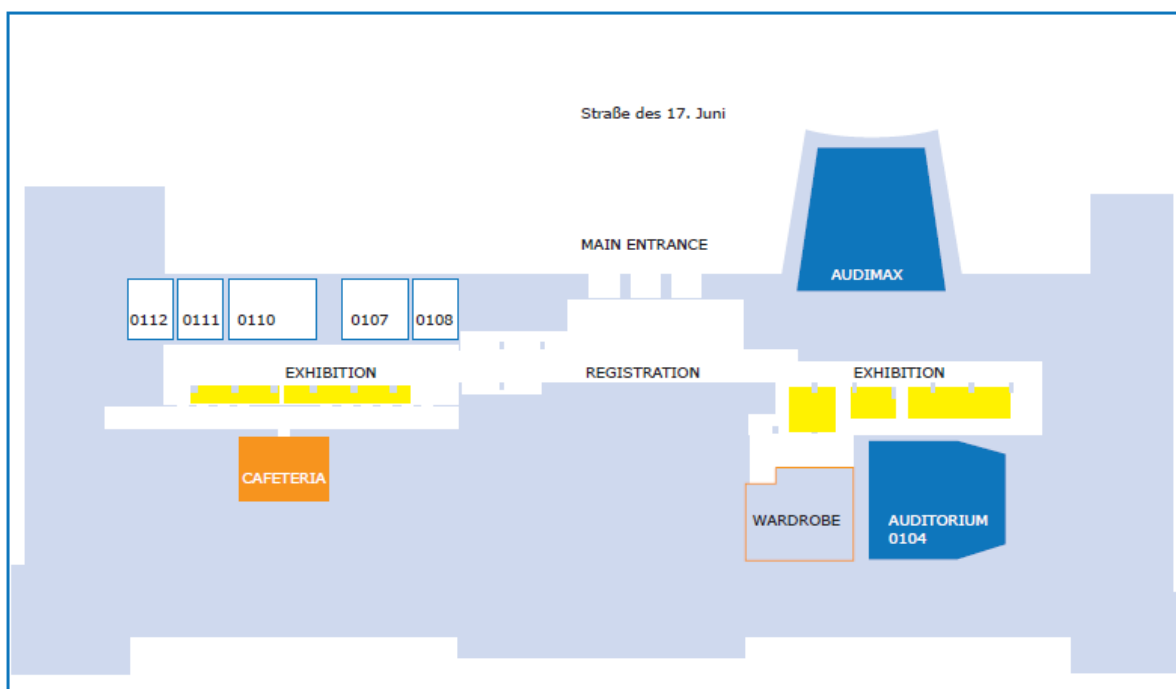 Straße des 17. Juni
MAIN ENTRANCE
AUDIMAX
0112
0111
0110
0107
0108
EXHIBITION
REGISTRATION
EXHIBITION
CAFETERIA
WARDROBE
AUDITORIUM
0104